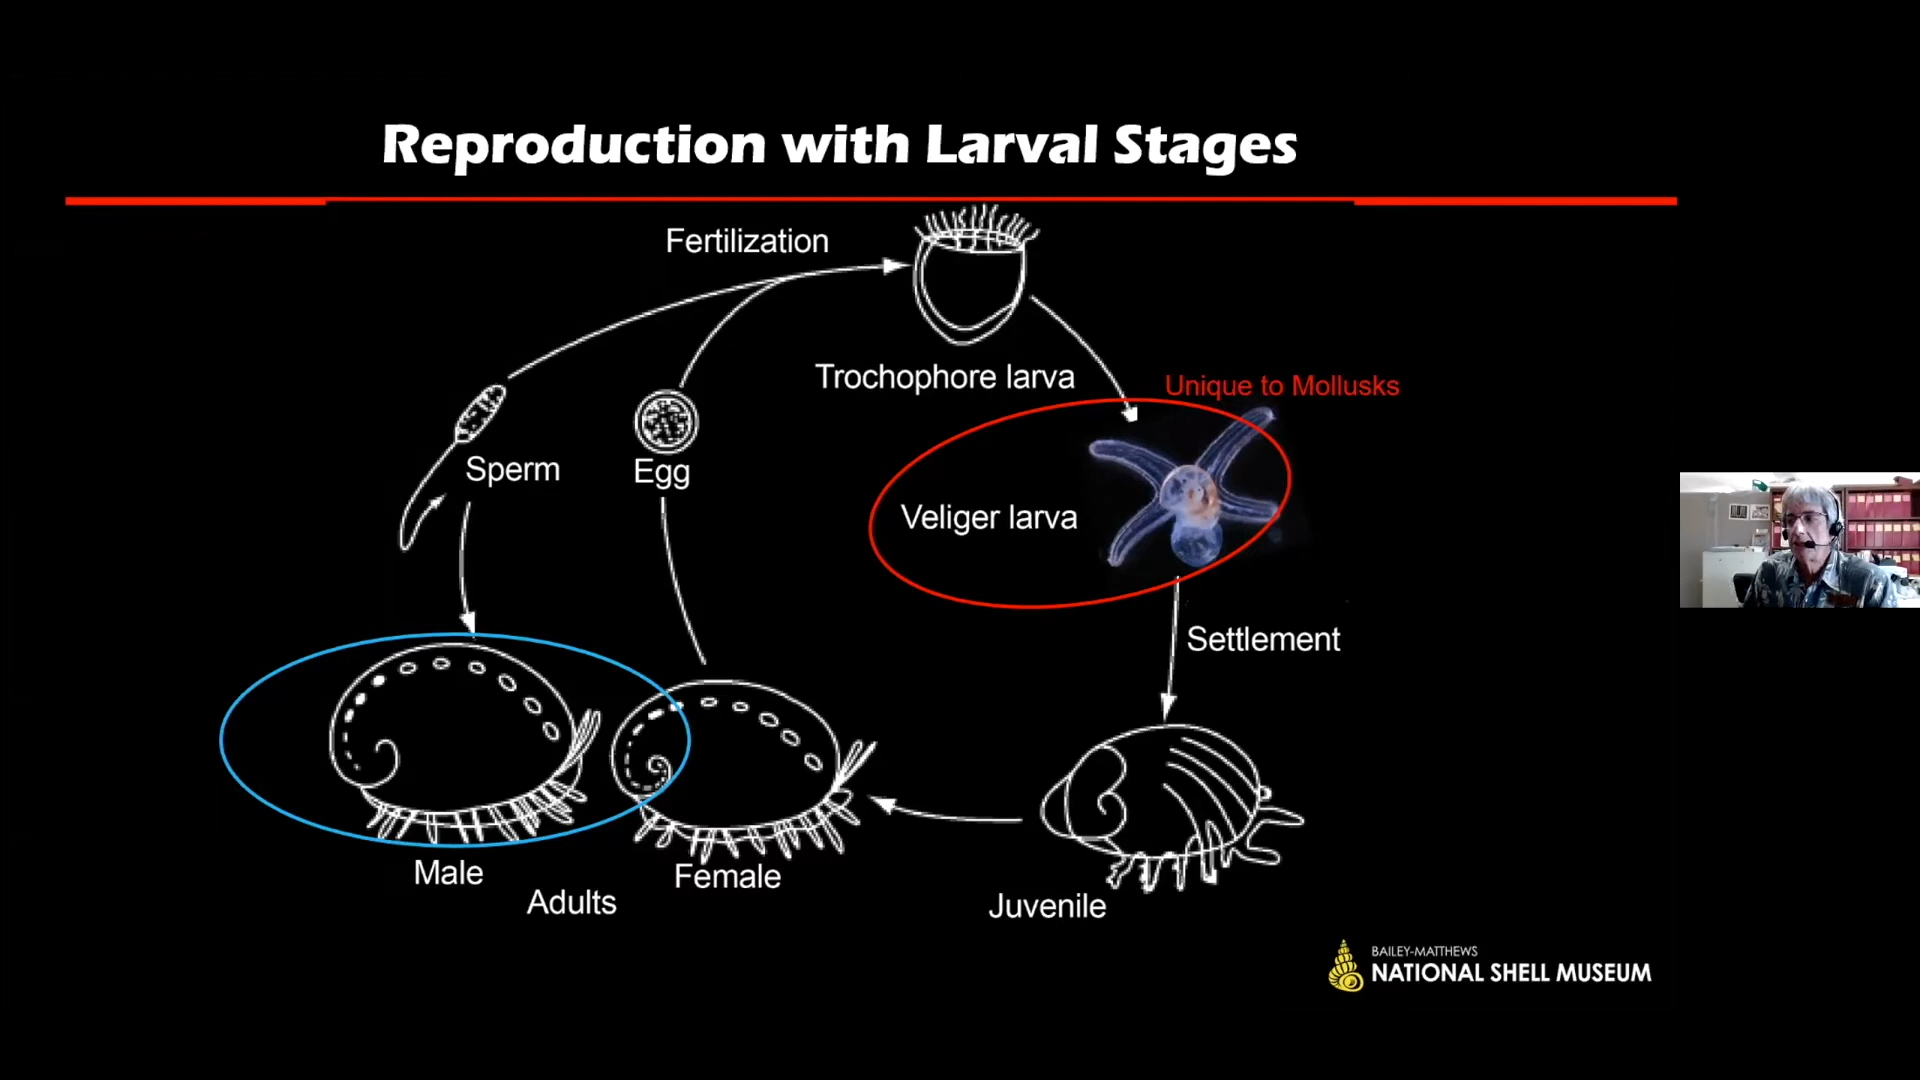 Reproduction with Larval Stages
Fertilization
Trochophore larva
Unique to Mollusks
Sperm
Egg
Veliger larva
Settlement
Male
Female
Adults
Juvenile
BAILEY-MATTHEWS
NATIONAL SHELL MUSEUM